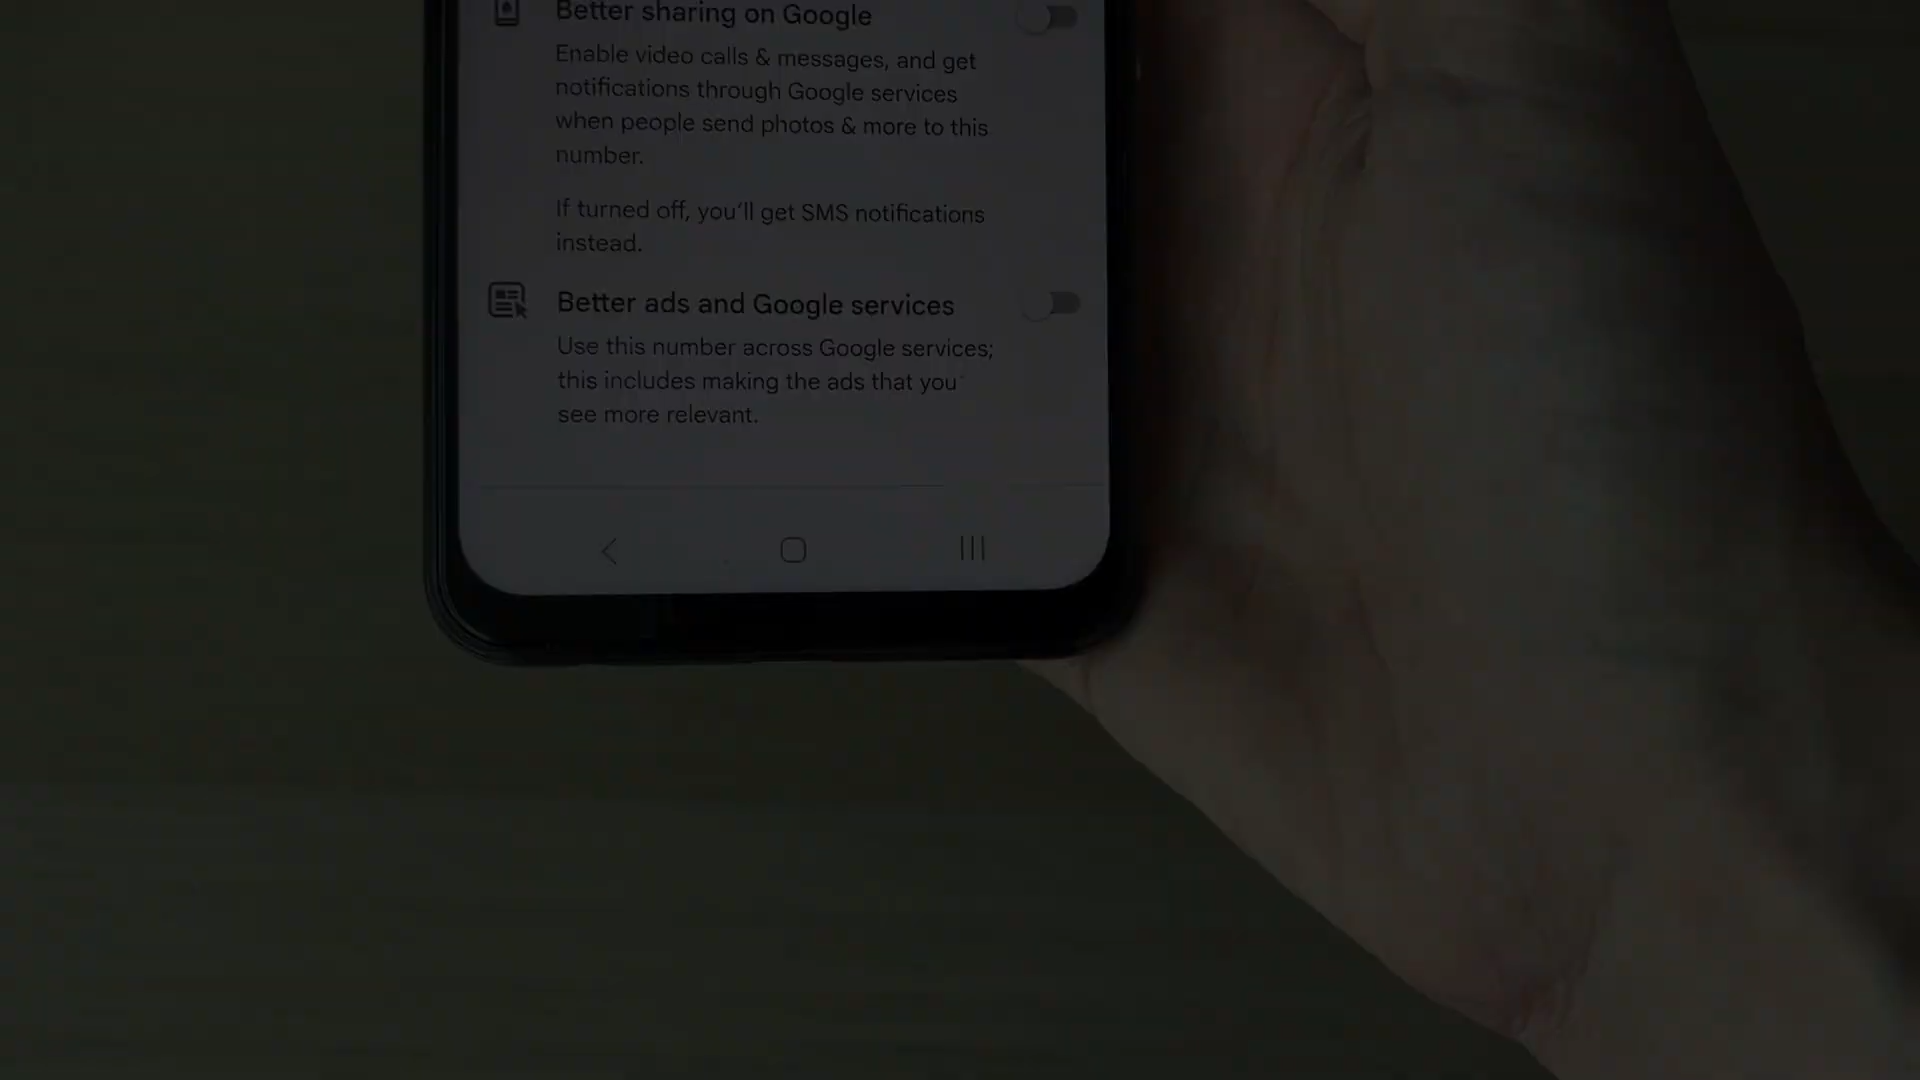 Better sharing on Google
Enable video calls & messages, and get
notifications through Google services
when people send photos & more to this
number.
If turned off, you'll get SMS notifications
instead.
Better ads and Google services
Use this number across Google services;
this includes making the ads that you
see more relevant.